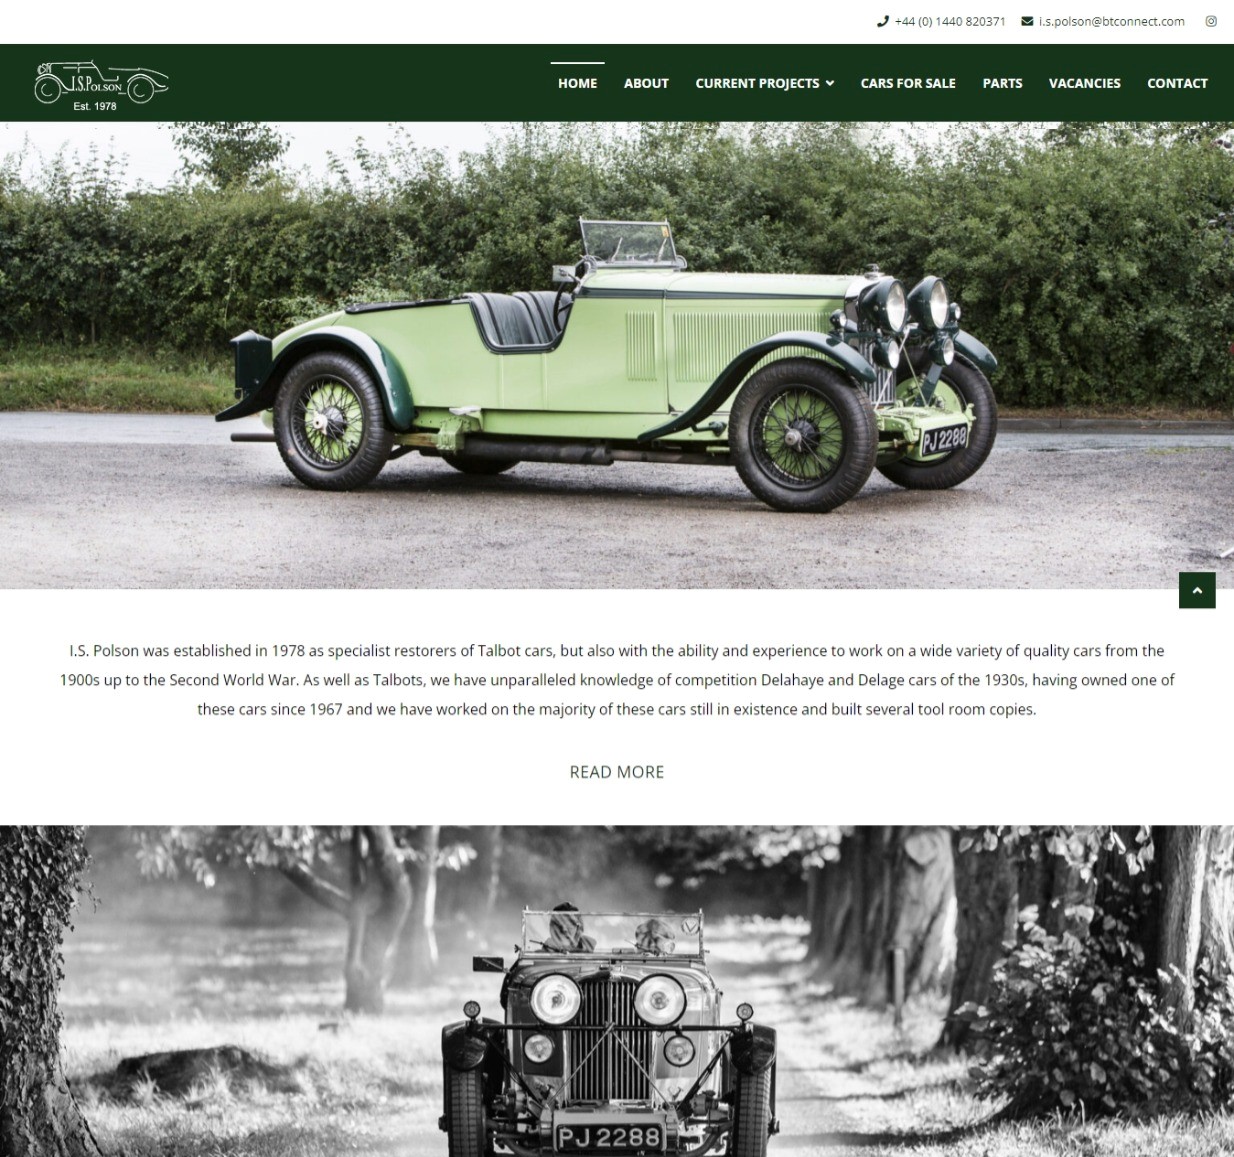 +44 (0) 1440 820371 i.s.polson@btconnect.com
J.S.POLSON
Est. 1978
HOME ABOUT CURRENT PROJECTS CARS FOR SALE PARTS VACANCIES CONTACT
PJ 2288
I.S. Polson was established in 1978 as specialist restorers of Talbot cars, but also with the ability and experience to work on a wide variety of quality cars from the
1900s up to the Second World War. As well as Talbots, we have unparalleled knowledge of competition Delahaye and Delage cars of the 1930s, having owned one of
these cars since 1967 and we have worked on the majority of these cars still in existence and built several tool room copies.
READ MORE
PJ 2288